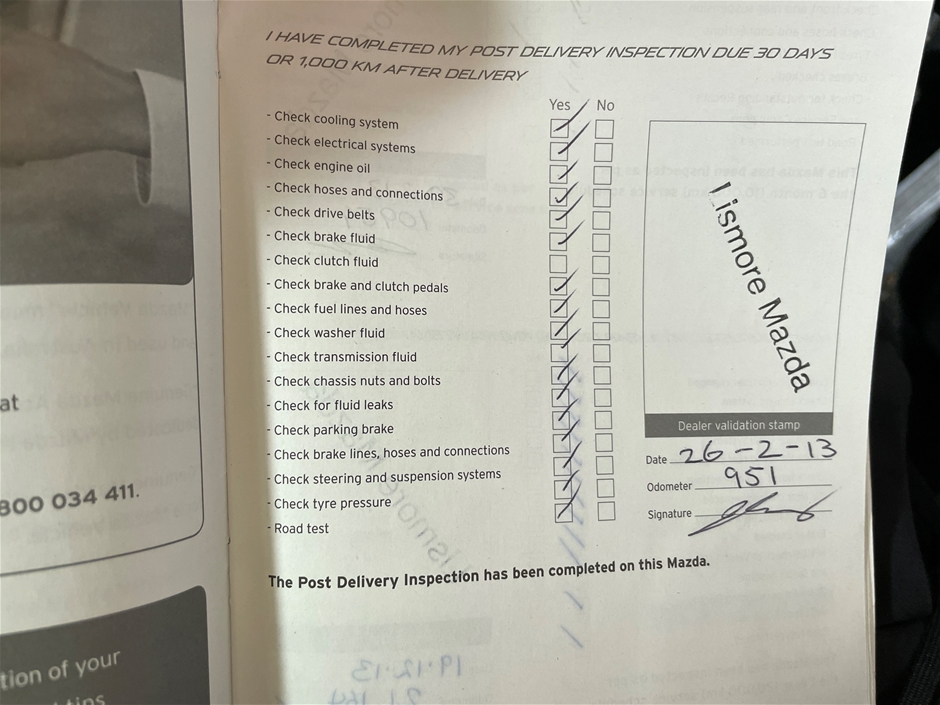 I HAVE COMPLETED MY POST DELIVERY INSPECTION DUE 30 DAYS
OR 1,000 KM AFTER DELIVERY
Yes No
- Check cooling system
- Check electrical systems
- Check engine oil
- Check hoses and connections
- Check drive belts
- Check brake fluid
- Check clutch fluid
- Check brake and clutch pedals
- Check fuel lines and hoses
- Check washer fluid
- Check transmission fluid
- Check chassis nuts and bolts
- Check for fluid leaks
- Check parking brake
- Check brake lines, hoses and connections
- Check steering and suspension systems
- Check tyre pressure
- Road test
Lismore Mazda
Dealer validation stamp
Date 26-2-13
Odometer 951
Signature
The Post Delivery Inspection has been completed on this Mazda.
at
800 034 411.
tion of your